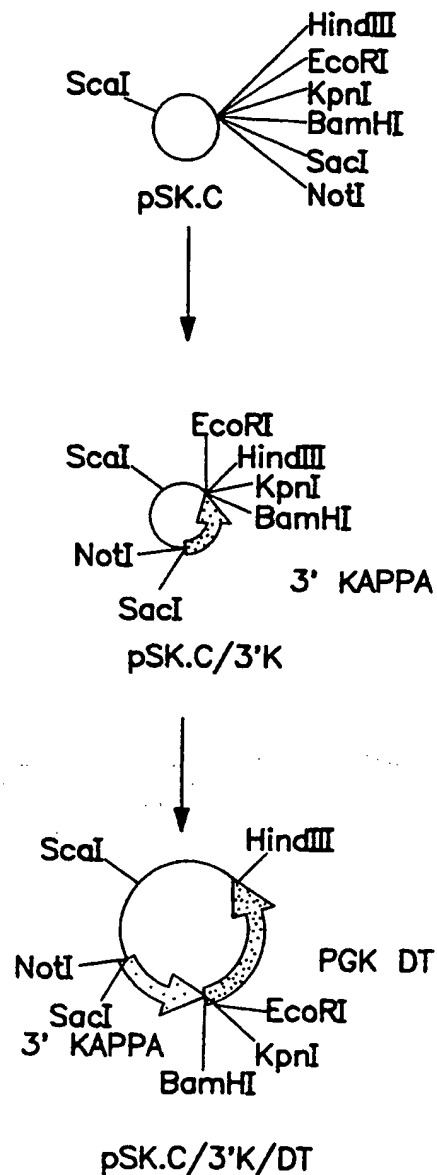 HindIII
EcoRI
ScaI
KpnI
BamHI
SacI
NotI
pSK.C
EcoRI
ScaI
HindIII
KpnI
BamHI
NotI
3' KAPPA
SacI
pSK.C/3'K
ScaI
HindIII
NotI
PGK DT
SacI
EcoRI
3' KAPPA
KpnI
BamHI
pSK.C/3'K/DT